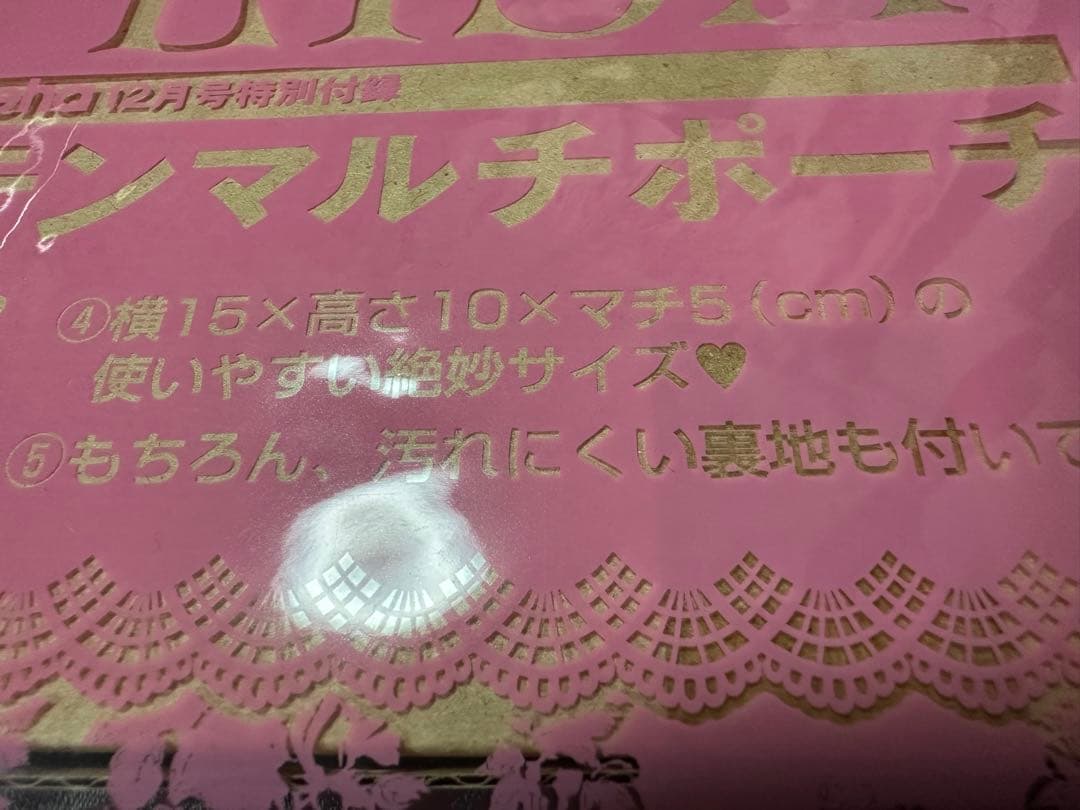 12月号特別付録
テンマルチポーチ
④横15×高さ10×マチ5(cm)の
使いやすい絶妙サイズ♥
⑤もちろん、汚れにくい裏地も付いて